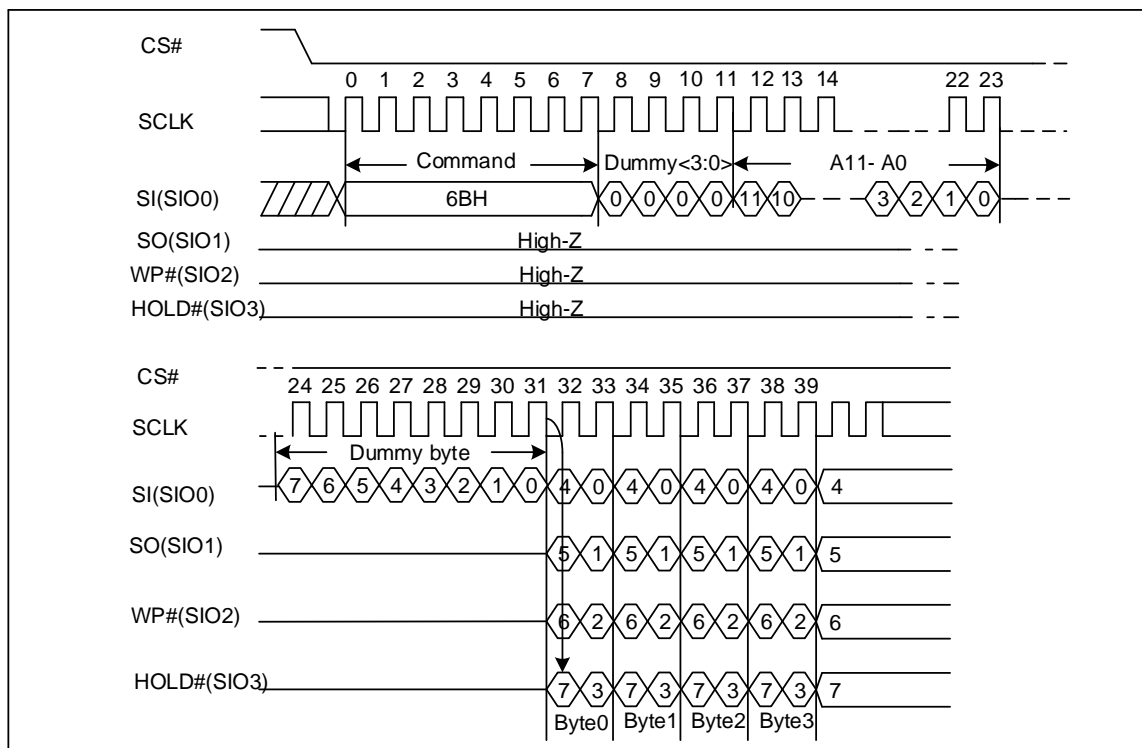 CS#
0 1 2 3 4 5 6 7 8 9 10 11 12 13 14 22 23
SCLK
Command Dummy<3:0> A11- A0
SI(SIO0) 6BH 0 0 0 0 11 10 3 2 1 0
SO(SIO1) High-Z
WP#(SIO2) High-Z
HOLD#(SIO3) High-Z
CS#
24 25 26 27 28 29 30 31 32 33 34 35 36 37 38 39
SCLK
Dummy byte
SI(SIO0) 7 6 5 4 3 2 1 0 4 0 4 0 4 0 4 0 4
SO(SIO1) 5 1 5 1 5 1 5 1 5
WP#(SIO2) 6 2 6 2 6 2 6 2 6
HOLD#(SIO3) 7 3 7 3 7 3 7 3 7
Byte0 Byte1 Byte2 Byte3